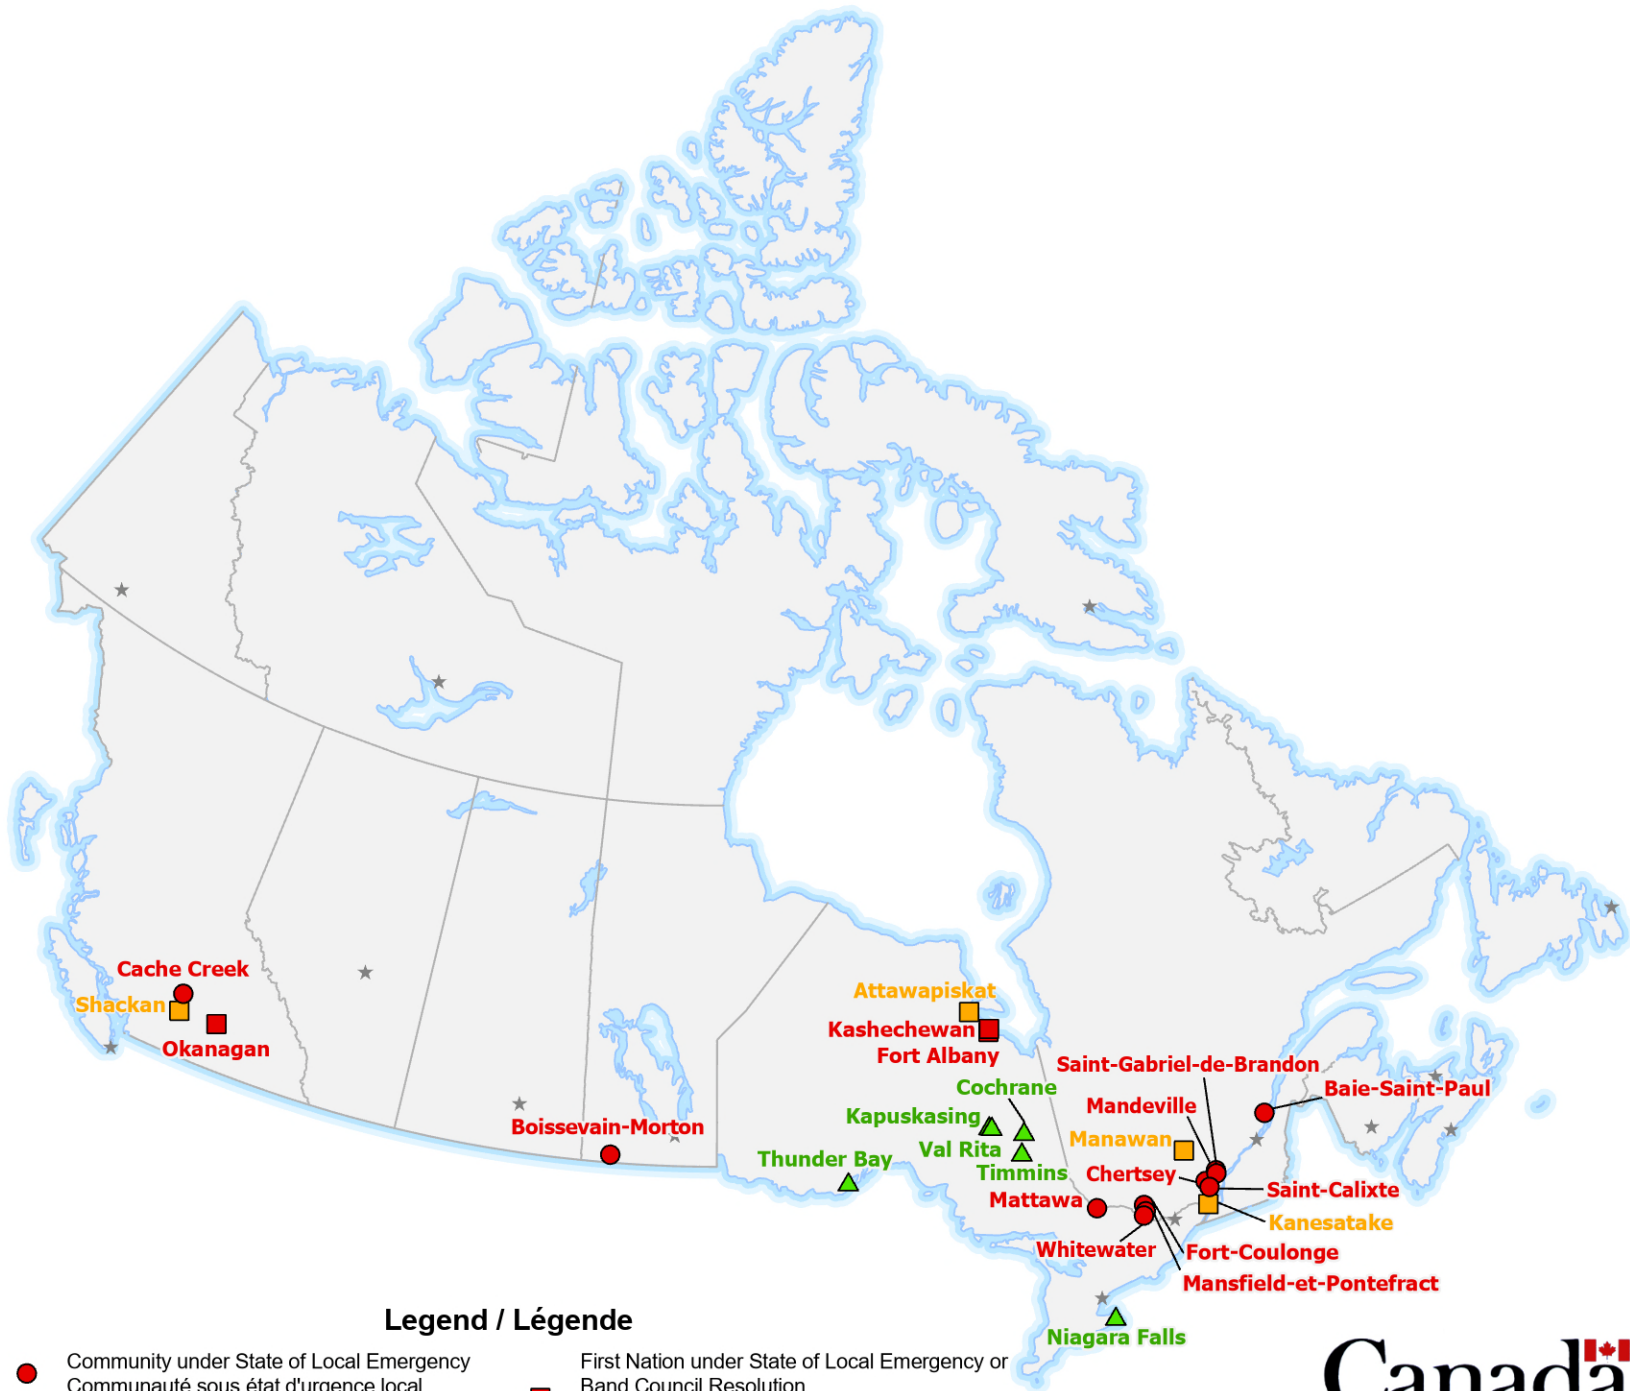 Cache Creek
Shackan
Okanagan
Boissevain-Morton
Attawapiskat
Kashechewan
Fort Albany
Cochrane
Kapuskasing
Val Rita
Timmins
Thunder Bay
Saint-Gabriel-de-Brandon
Baie-Saint-Paul
Mandeville
Manawan
Chertsey
Mattawa
Saint-Calixte
Kanesatake
Whitewater
Fort-Coulonge
Mansfield-et-Pontefract
Niagara Falls
Legend / Légende
Community under State of Local Emergency
Communauté sous état d'urgence local
First Nation under State of Local Emergency or
Band Council Resolution
Canada